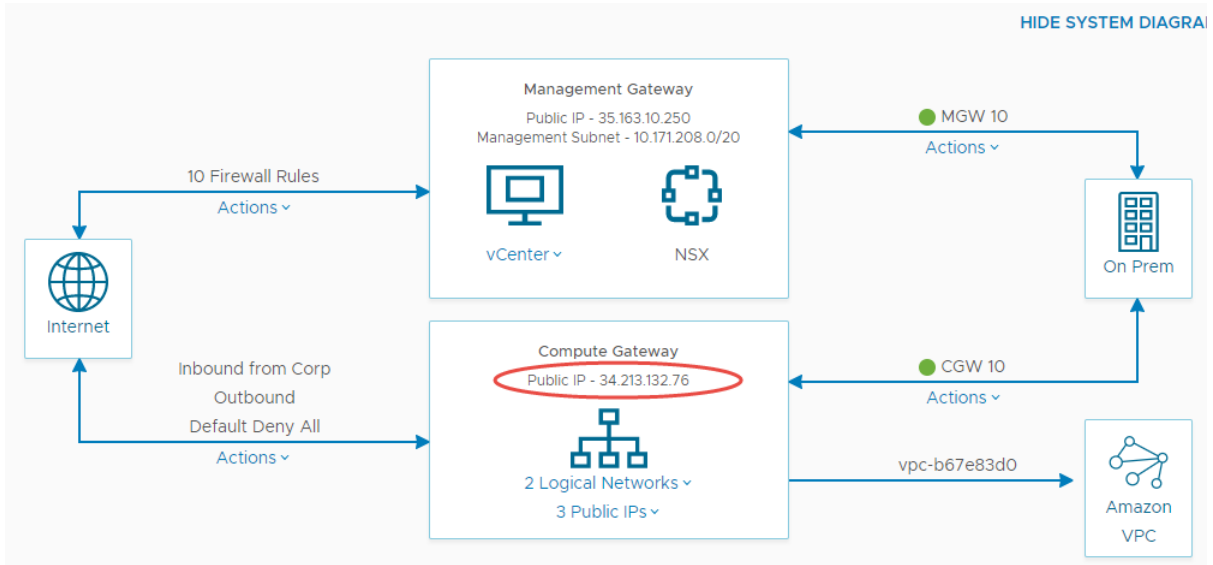 HIDE SYSTEM DIAGRA
Management Gateway
Public IP - 35.163.10.250
Management Subnet - 10.171.208.0/20
vCenter
NSX
10 Firewall Rules
Actions
MGW 10
Actions
Internet
On Prem
Inbound from Corp
Outbound
Default Deny All
Actions
Compute Gateway
Public IP - 34.213.132.76
2 Logical Networks
3 Public IPs
CGW 10
Actions
vpc-b67e83d0
Amazon
VPC